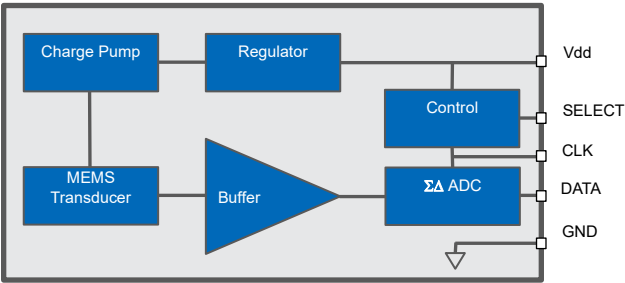 Charge Pump
Regulator
Vdd
Control
SELECT
CLK
MEMS
Transducer
Buffer
ΣΔ ADC
DATA
GND